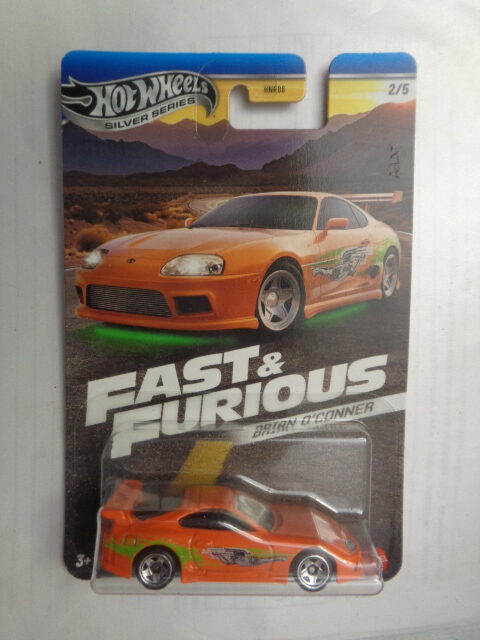 HOT WHEELS
SILVER SERIES
HNR88
2/5
FAST &
FURIOUS
BRIAN O'CONNER
3+